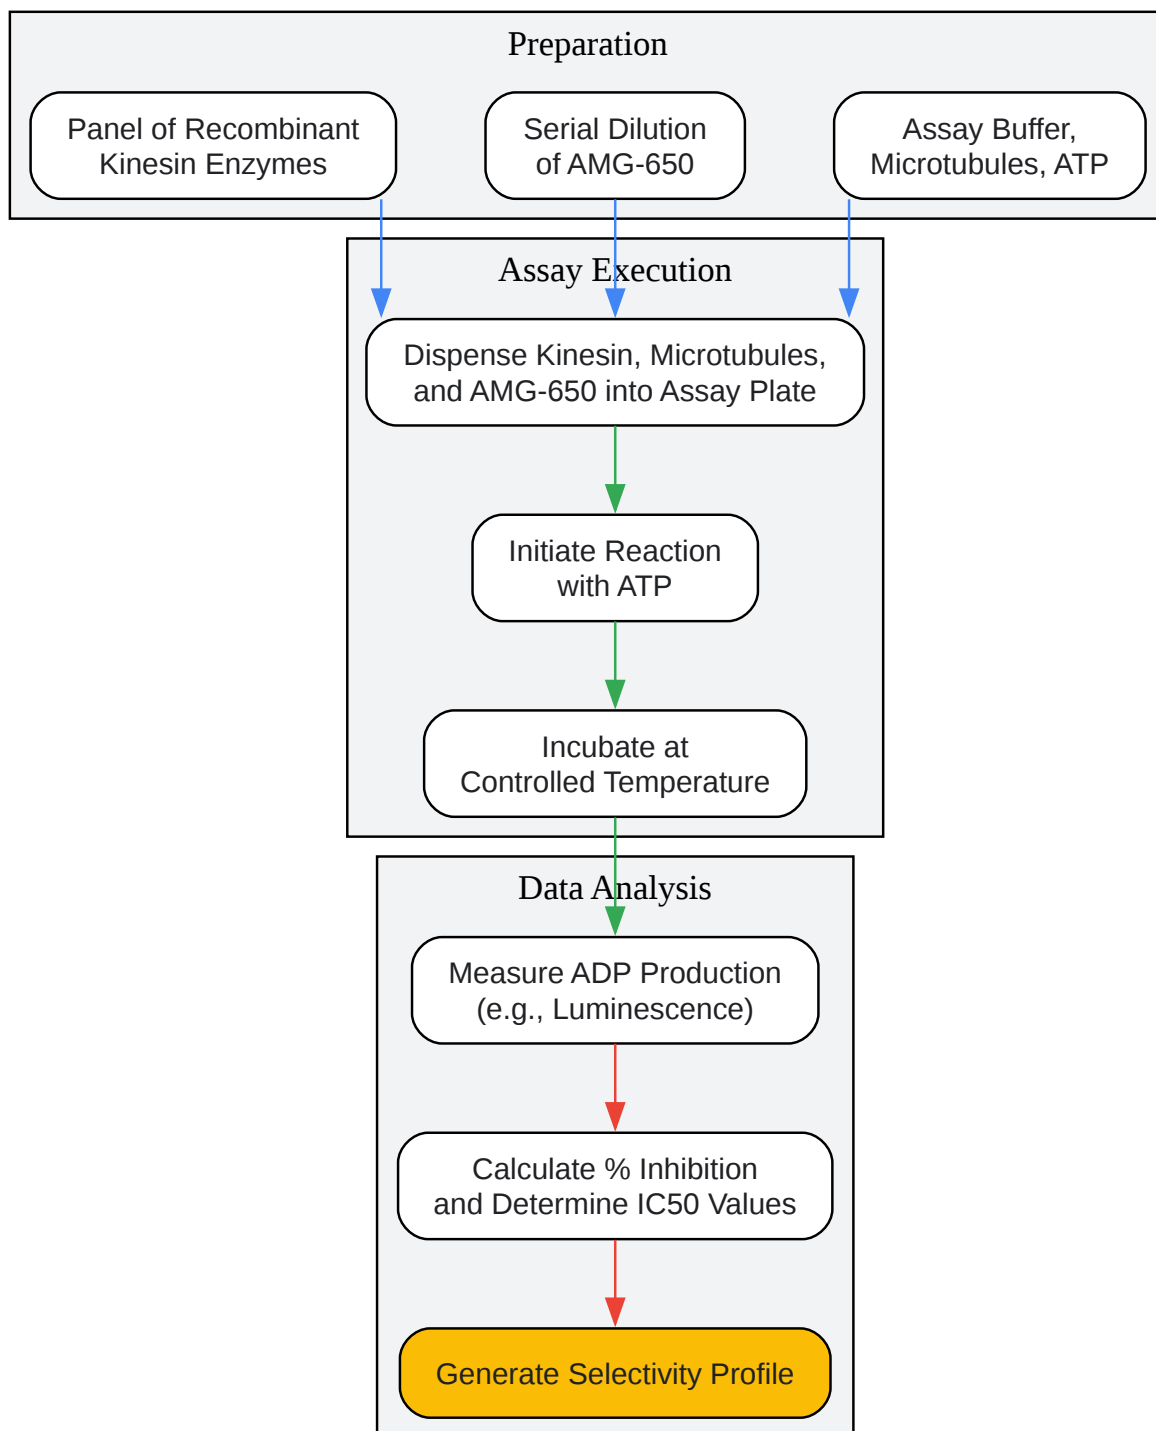 Preparation
Panel of Recombinant
Kinesin Enzymes
Serial Dilution
of AMG-650
Assay Buffer,
Microtubules, ATP
Assay Execution
Dispense Kinesin, Microtubules,
and AMG-650 into Assay Plate
Initiate Reaction
with ATP
Incubate at
Controlled Temperature
Data Analysis
Measure ADP Production
(e.g., Luminescence)
Calculate % Inhibition
and Determine IC50 Values
Generate Selectivity Profile